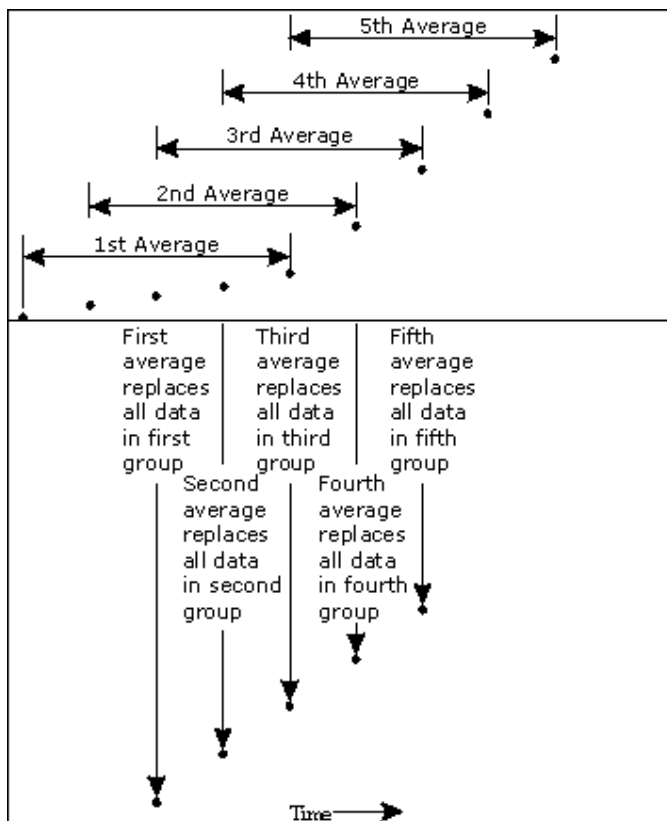 5th Average
4th Average
3rd Average
2nd Average
1st Average
First
average
replaces
all data
in first
group
Third
average
replaces
all data
in third
group
Fifth
average
replaces
all data
in fifth
group
Second
average
replaces
all data
in second
group
Fourth
average
replaces
all data
in fourth
group
Time